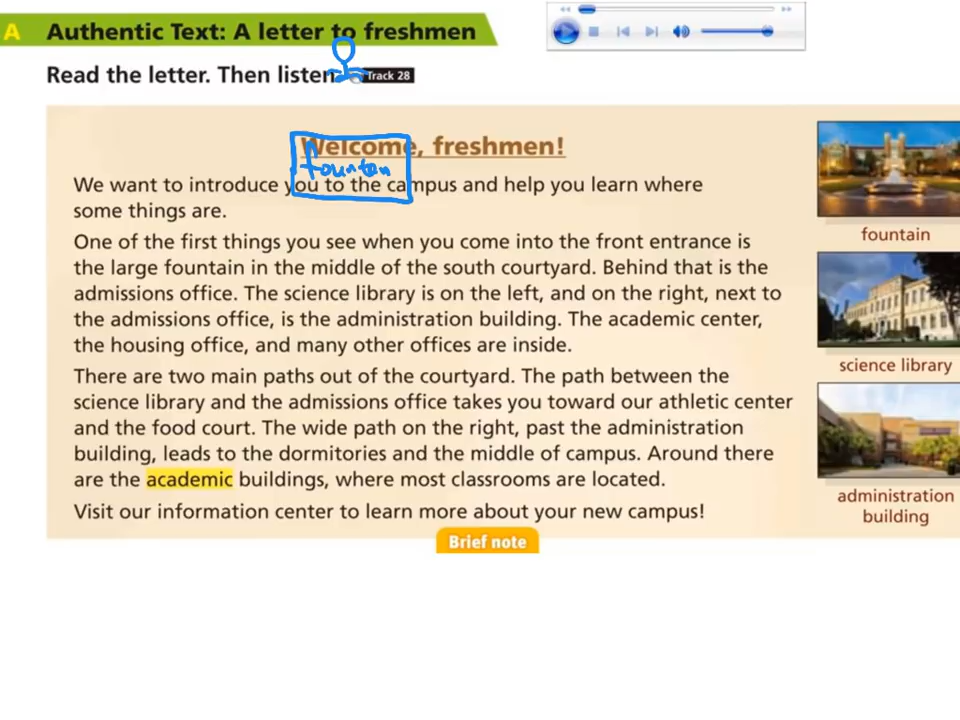 A Authentic Text: A letter to freshmen
Read the letter. Then listen.
Track 28
Welcome, freshmen!
We want to introduce you to the campus and help you learn where
some things are.
One of the first things you see when you come into the front entrance is
the large fountain in the middle of the south courtyard. Behind that is the
admissions office. The science library is on the left, and on the right, next to
the admissions office, is the administration building. The academic center,
the housing office, and many other offices are inside.
There are two main paths out of the courtyard. The path between the
science library and the admissions office takes you toward our athletic center
and the food court. The wide path on the right, past the administration
building, leads to the dormitories and the middle of campus. Around there
are the academic buildings, where most classrooms are located.
Visit our information center to learn more about your new campus!
Brief note
fountain
science library
administration
building